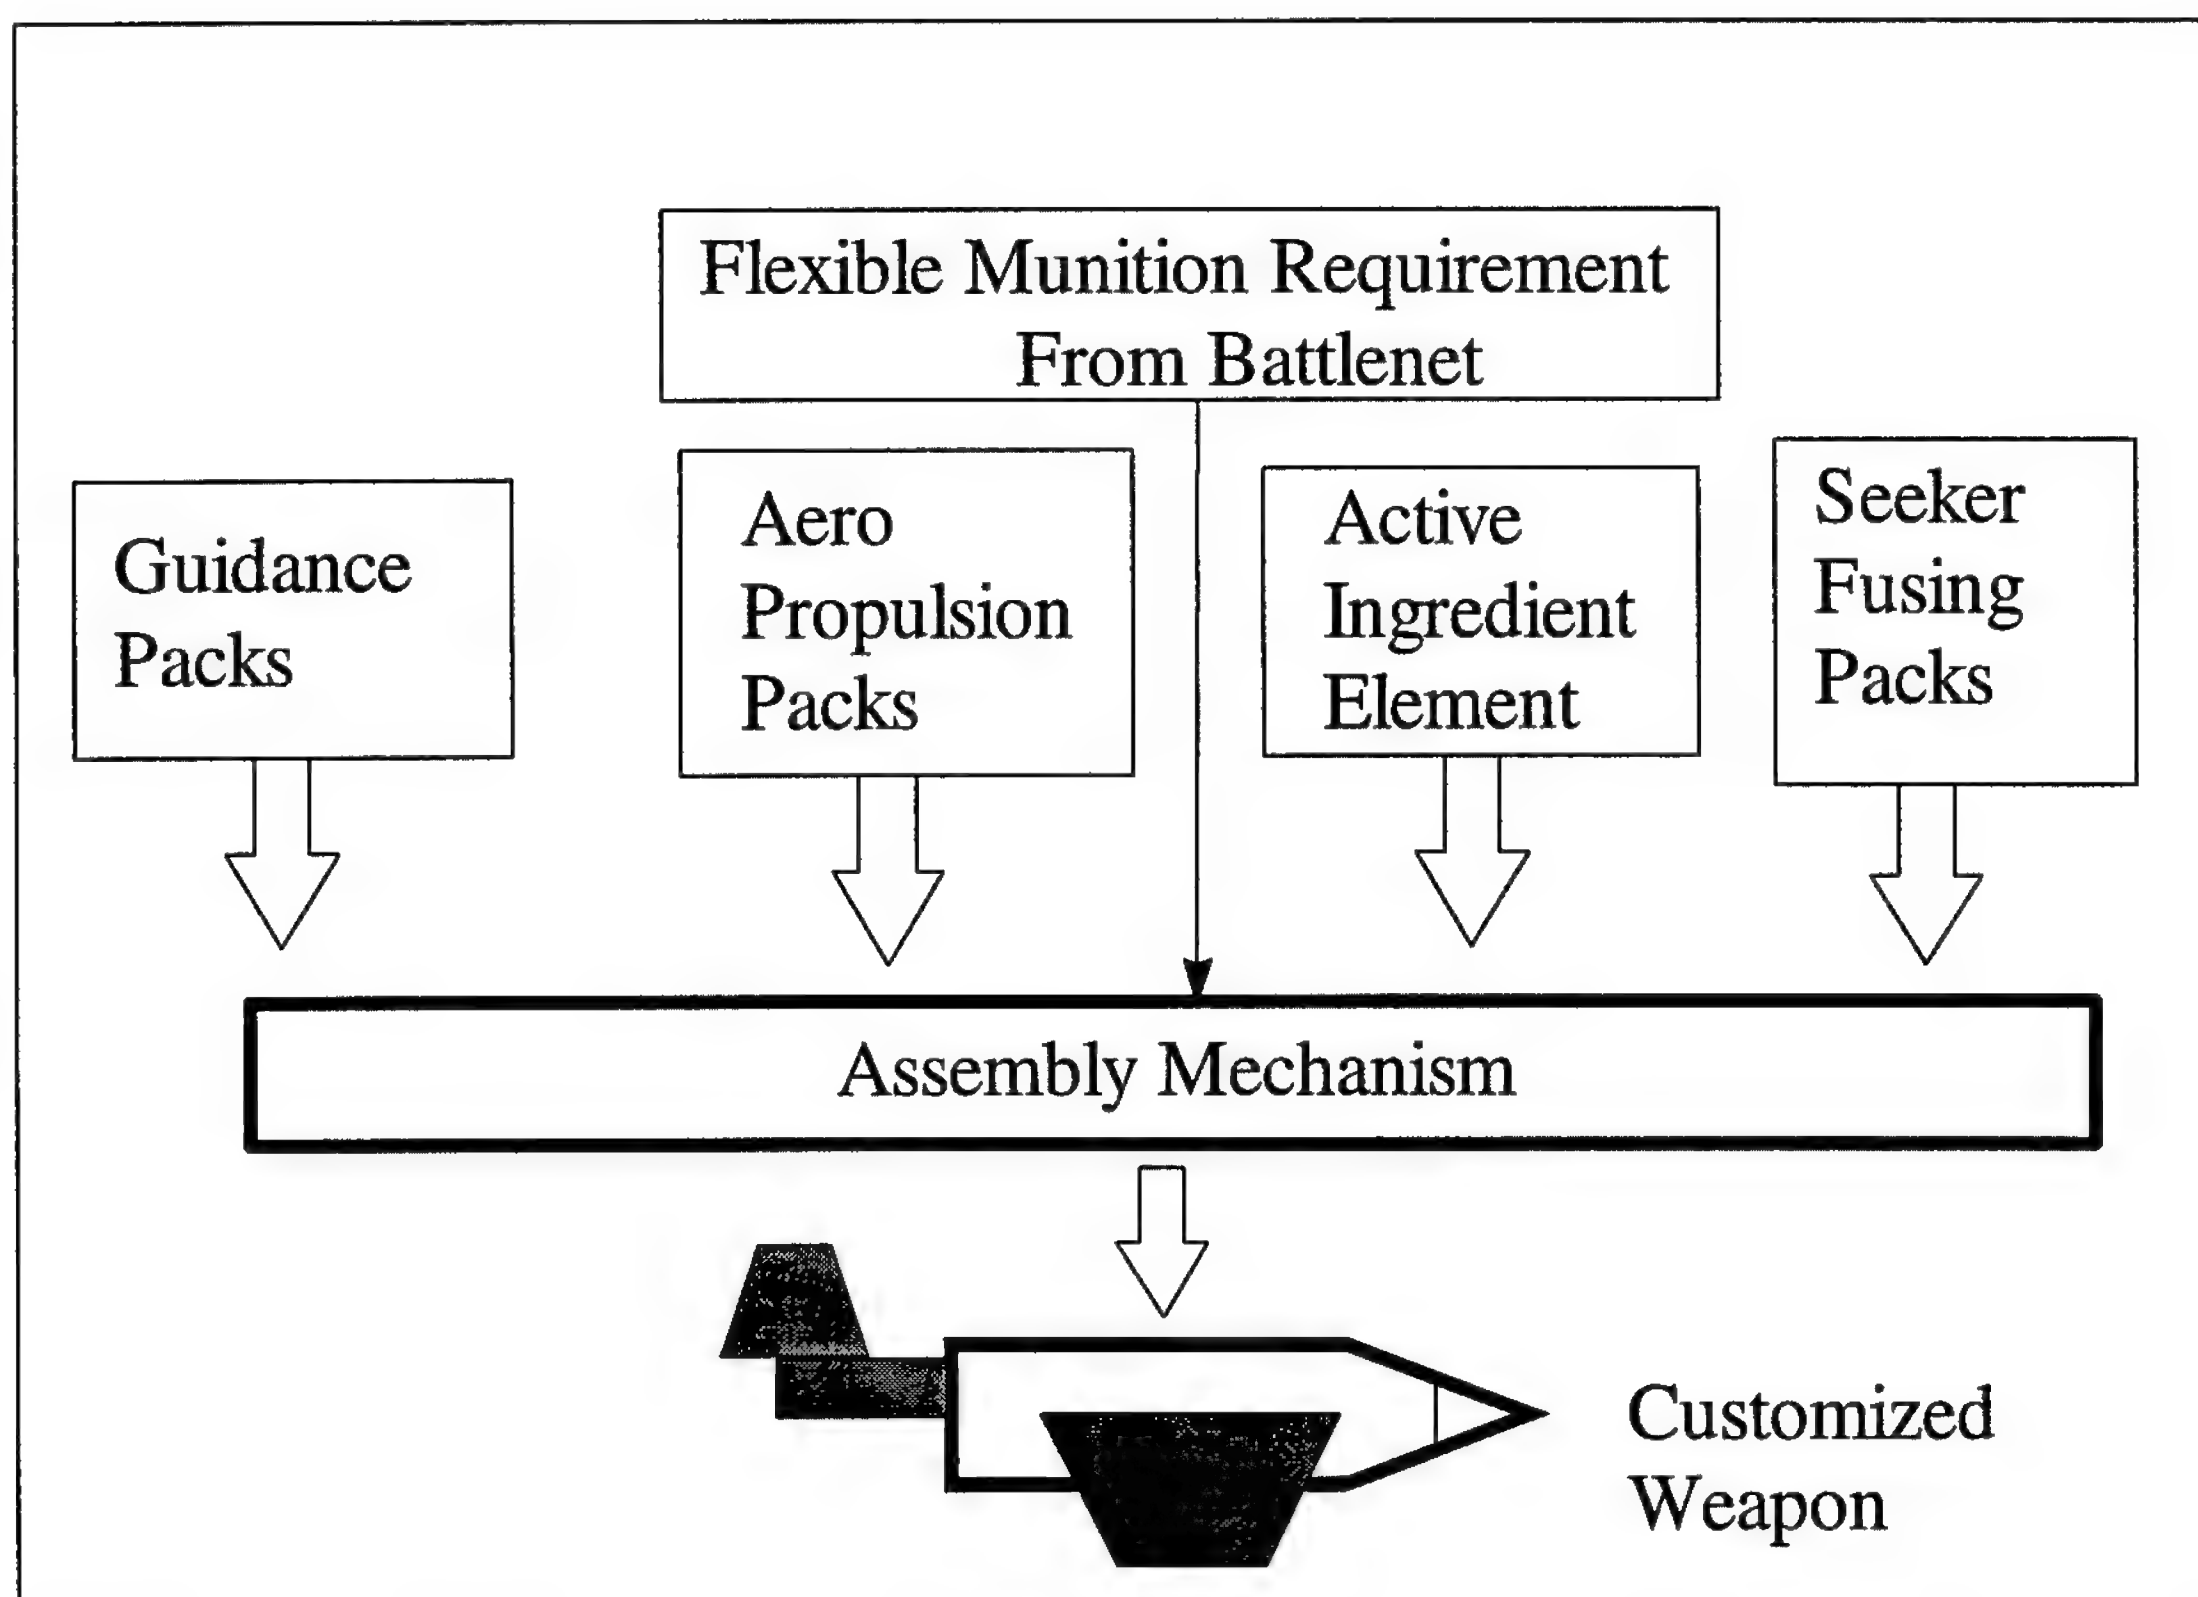 Flexible Munition Requirement
From Battlenet
Guidance
Packs
Aero
Propulsion
Packs
Active
Ingredient
Element
Seeker
Fusing
Packs
Assembly Mechanism
Customized
Weapon